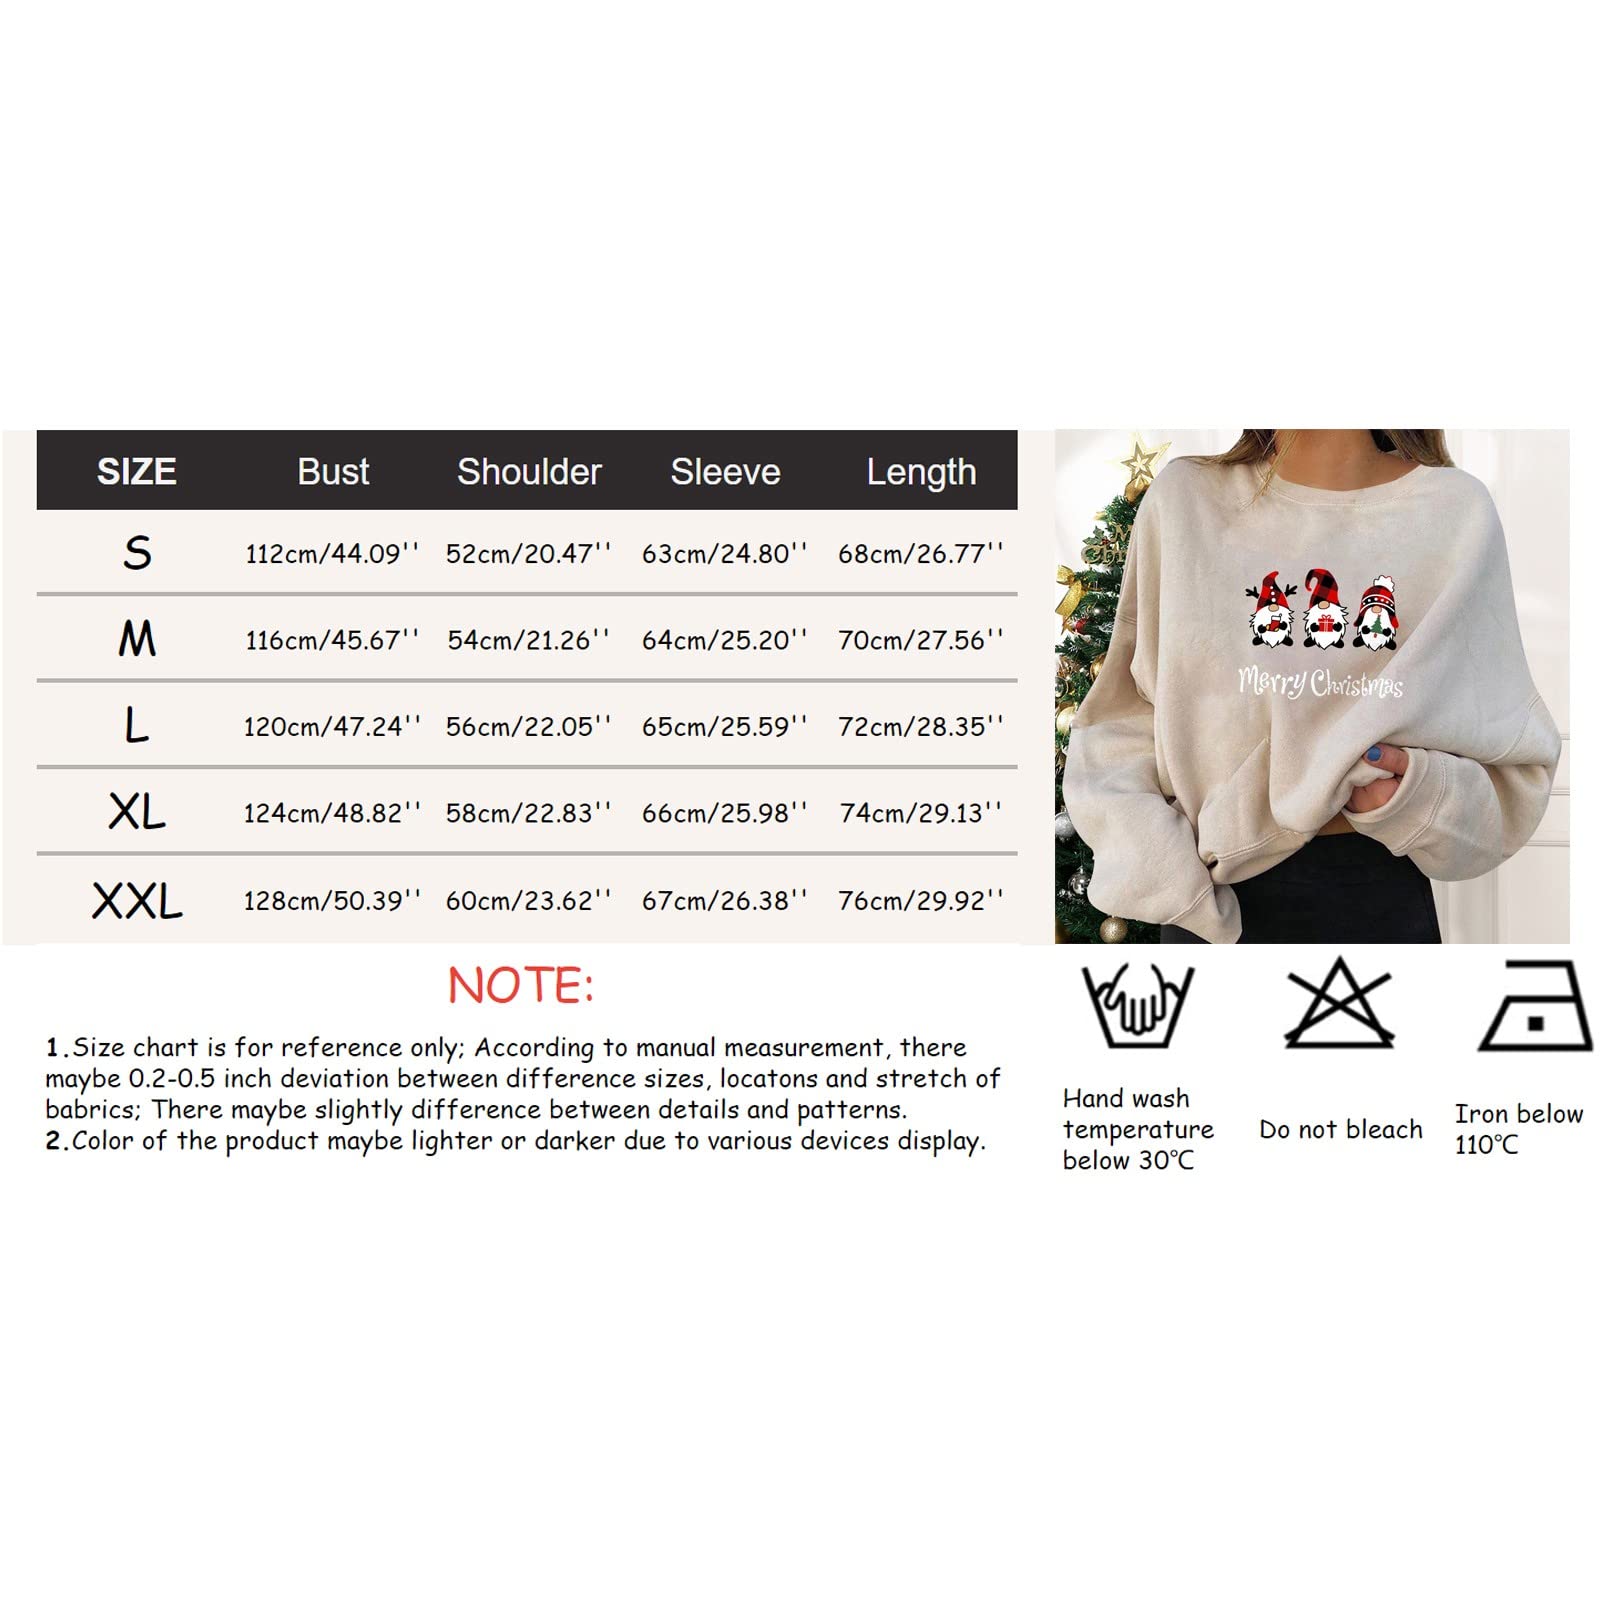 SIZE Bust Shoulder Sleeve Length
S 112cm/44.09'' 52cm/20.47'' 63cm/24.80'' 68cm/26.77''
M 116cm/45.67'' 54cm/21.26'' 64cm/25.20'' 70cm/27.56''
L 120cm/47.24'' 56cm/22.05'' 65cm/25.59'' 72cm/28.35''
XL 124cm/48.82'' 58cm/22.83'' 66cm/25.98'' 74cm/29.13''
XXL 128cm/50.39'' 60cm/23.62'' 67cm/26.38'' 76cm/29.92''
Merry Christmas
NOTE:
1.Size chart is for reference only; According to manual measurement, there
maybe 0.2-0.5 inch deviation between difference sizes, locatons and stretch of
babrics; There maybe slightly difference between details and patterns.
2.Color of the product maybe lighter or darker due to various devices display.
Hand wash
temperature
below 30℃
Do not bleach
Iron below
110℃